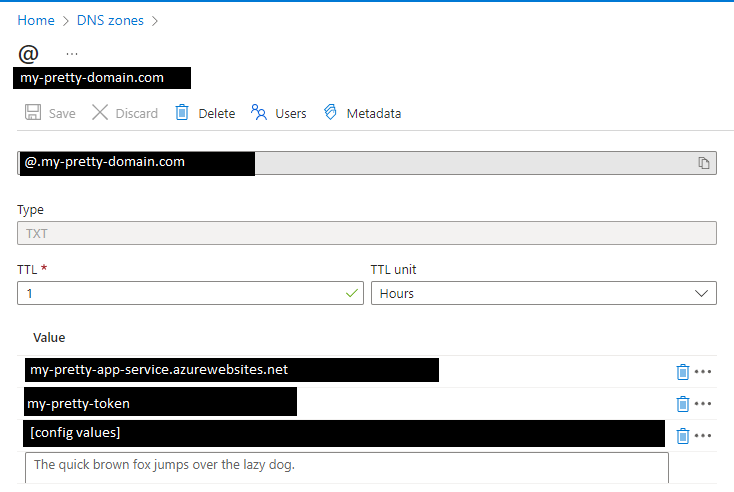 Home > DNS zones >
@ ...
my-pretty-domain.com
Save Discard Delete Users Metadata
@.my-pretty-domain.com
Type
TXT
TTL * TTL unit
1 Hours
Value
my-pretty-app-service.azurewebsites.net
my-pretty-token
[config values]
The quick brown fox jumps over the lazy dog.